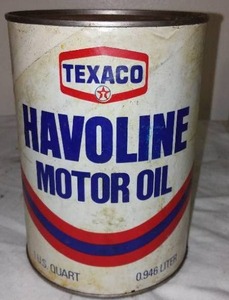 TEXACO
HAVOLINE
MOTOR OIL
U.S. QUART 0.946 LITER